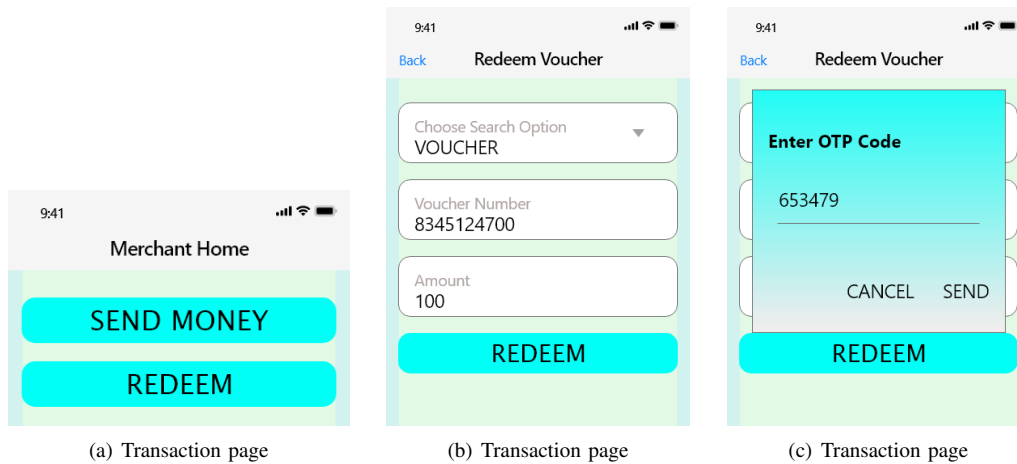 9:41
Merchant Home
SEND MONEY
REDEEM
(a) Transaction page
9:41
Back Redeem Voucher
Choose Search Option
VOUCHER
Voucher Number
8345124700
Amount
100
REDEEM
(b) Transaction page
9:41
Back Redeem Voucher
Enter OTP Code
653479
CANCEL SEND
REDEEM
(c) Transaction page